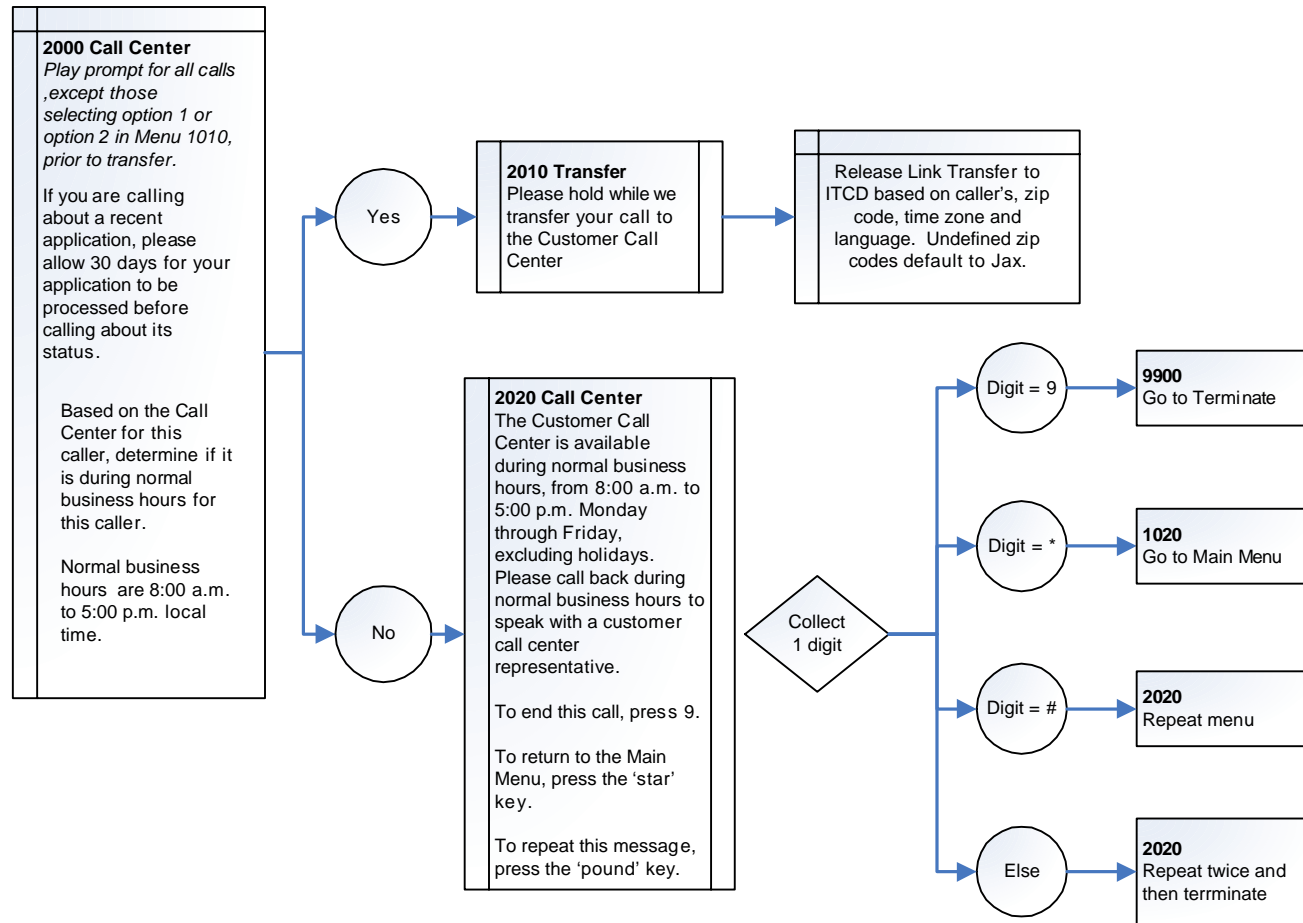 2000 Call Center
Play prompt for all calls
,except those
selecting option 1 or
option 2 in Menu 1010,
prior to transfer.
If you are calling
about a recent
application, please
allow 30 days for your
application to be
processed before
calling about its
status.
Based on the Call
Center for this
caller, determine if it
is during normal
business hours for
this caller.
Normal business
hours are 8:00 a.m.
to 5:00 p.m. local
time.
Yes
2010 Transfer
Please hold while we
transfer your call to
the Customer Call
Center
Release Link Transfer to
ITCD based on caller's, zip
code, time zone and
language. Undefined zip
codes default to Jax.
No
2020 Call Center
The Customer Call
Center is available
during normal business
hours, from 8:00 a.m. to
5:00 p.m. Monday
through Friday,
excluding holidays.
Please call back during
normal business hours to
speak with a customer
call center
representative.
To end this call, press 9.
To return to the Main
Menu, press the ‘star’
key.
To repeat this message,
press the ‘pound’ key.
Collect
1 digit
Digit = 9
9900
Go to Terminate
Digit = *
1020
Go to Main Menu
Digit = #
2020
Repeat menu
Else
2020
Repeat twice and
then terrminate